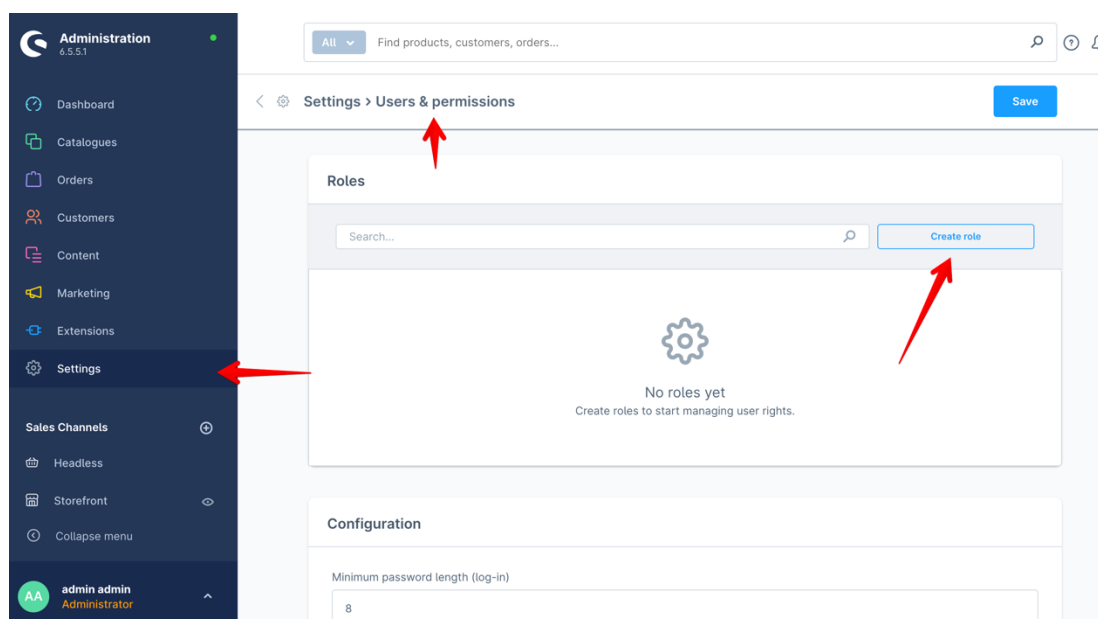 Administration
6.5.5.1
All
Find products, customers, orders...
Dashboard
Catalogues
Orders
Customers
Content
Marketing
Extensions
Settings
Sales Channels
Headless
Storefront
Collapse menu
AA
admin admin
Administrator
Settings > Users & permissions
Save
Roles
Search...
Create role
No roles yet
Create roles to start managing user rights.
Configuration
Minimum password length (log-in)
8